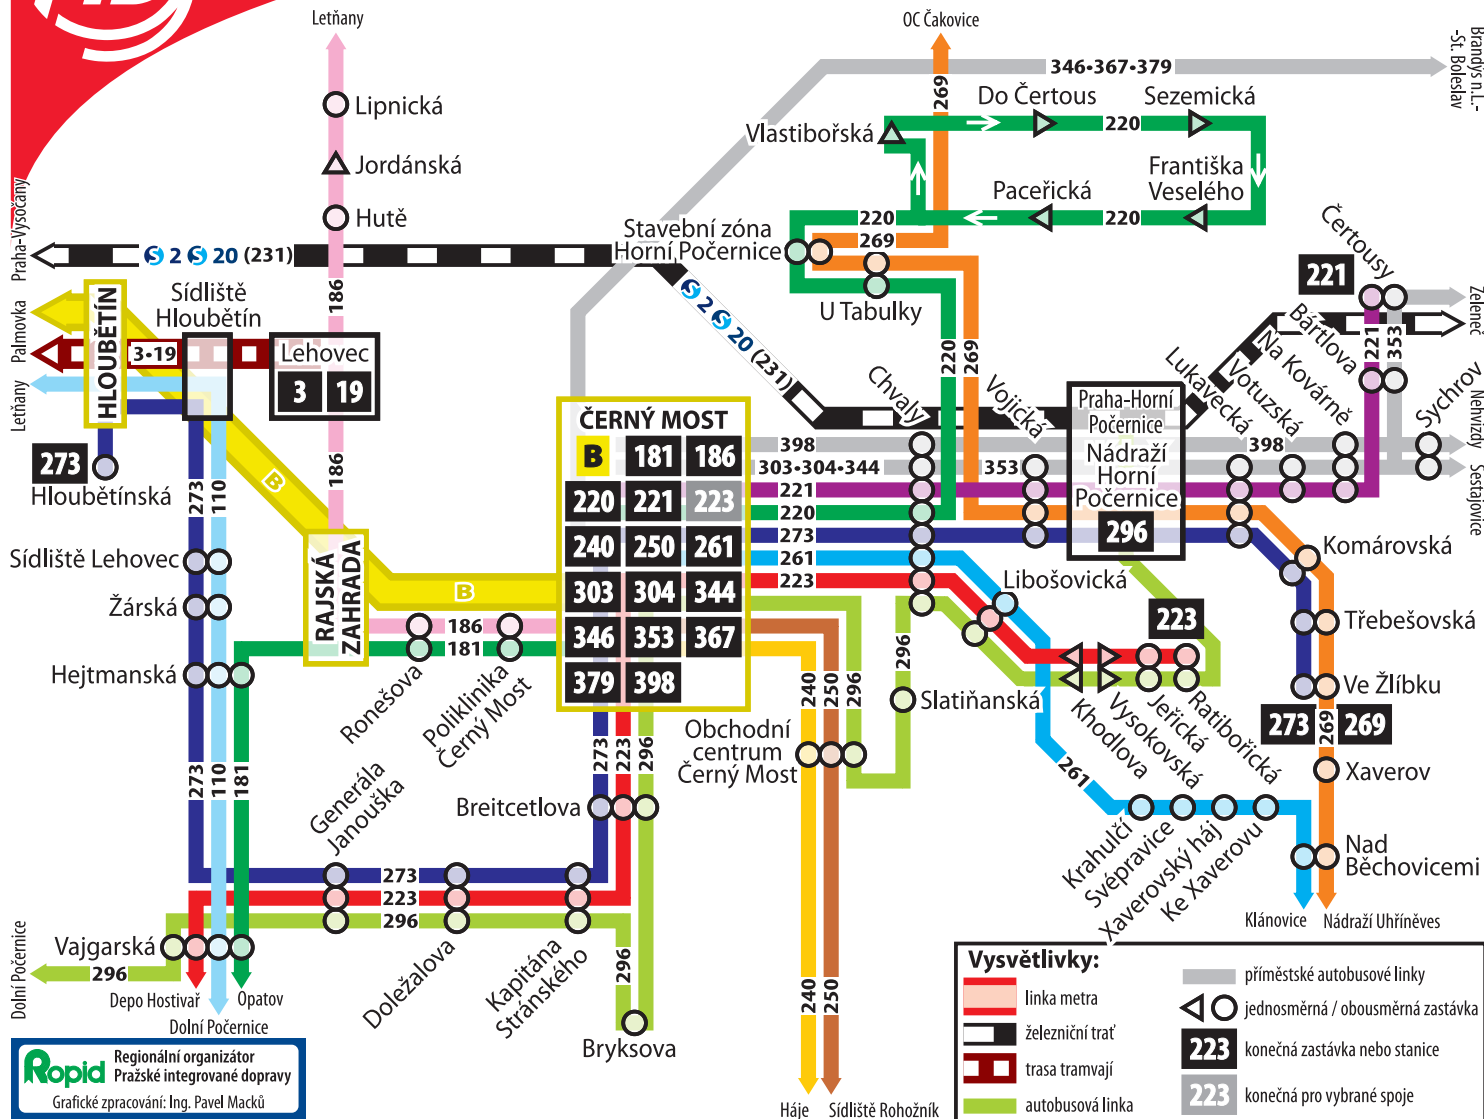 Letňany
OC Čakovice
Brandýs n.L.-
-St. Boleslav
346•367•379
269
Lipnická
Jordánská
Hutě
Do Čertous
Sezemická
Vlastibořská
220
Františka
Veselého
Paceřická
220
220
Stavební zóna
Horní Počernice
269
U Tabulky
Praha-Vysočany
S 2 S 20 (231)
186
S 2 S 20 (231)
Čertousy
221
Zeleneč
Palmovka
HLOUBĚTÍN
Sídliště
Hloubětín
3•19
Lehovec
3 19
Letňany
220
269
Bártlova
221
353
Na Kovárně
Votuzská
Lukavecká
Sychrov
Nehvizdy
Šestajovice
Chvaly
Vojická
Praha-Horní
Počernice
Nádraží
Horní
Počernice
296
273
Hloubětínská
273
110
B
186
ČERNÝ MOST
B 181 186
220 221 223
240 250 261
303 304 344
346 353 367
379 398
398
303•304•344
353
398
221
220
273
261
223
Sídliště Lehovec
Žárská
Hejtmanská
RAJSKÁ
ZAHRADA
B
186
181
Ronešova
Poliklinika
Černý Most
Libošovická
223
Komárovská
Třebešovská
Ve Žlíbku
273
269
269
Xaverov
296
Slatiňanská
Khodlova
Vysokovská
Jeřická
Ratibořická
240
250
296
Obchodní
centrum
Černý Most
273
223
296
Breitcetlova
273
110
181
Generála
Janouška
261
Krahulčí
Svépravice
Xaverovský háj
Ke Xaverovu
Nad
Běchovicemi
Klánovice
Nádraží Uhříněves
273
223
296
Doležalova
Kapitána
Stránského
296
Vajgarská
296
Dolní Počernice
Depo Hostivař
Opatov
Dolní Počernice
Bryksova
240
250
Háje
Sídliště Rohožník
Ropid
Regionální organizátor
Pražské integrované dopravy
Grafické zpracování: Ing. Pavel Macků
Vysvětlivky:
linka metra
železniční trať
trasa tramvají
autobusová linka
příměstské autobusové linky
jednosměrná / obousměrná zastávka
223 konečná zastávka nebo stanice
223 konečná pro vybrané spoje